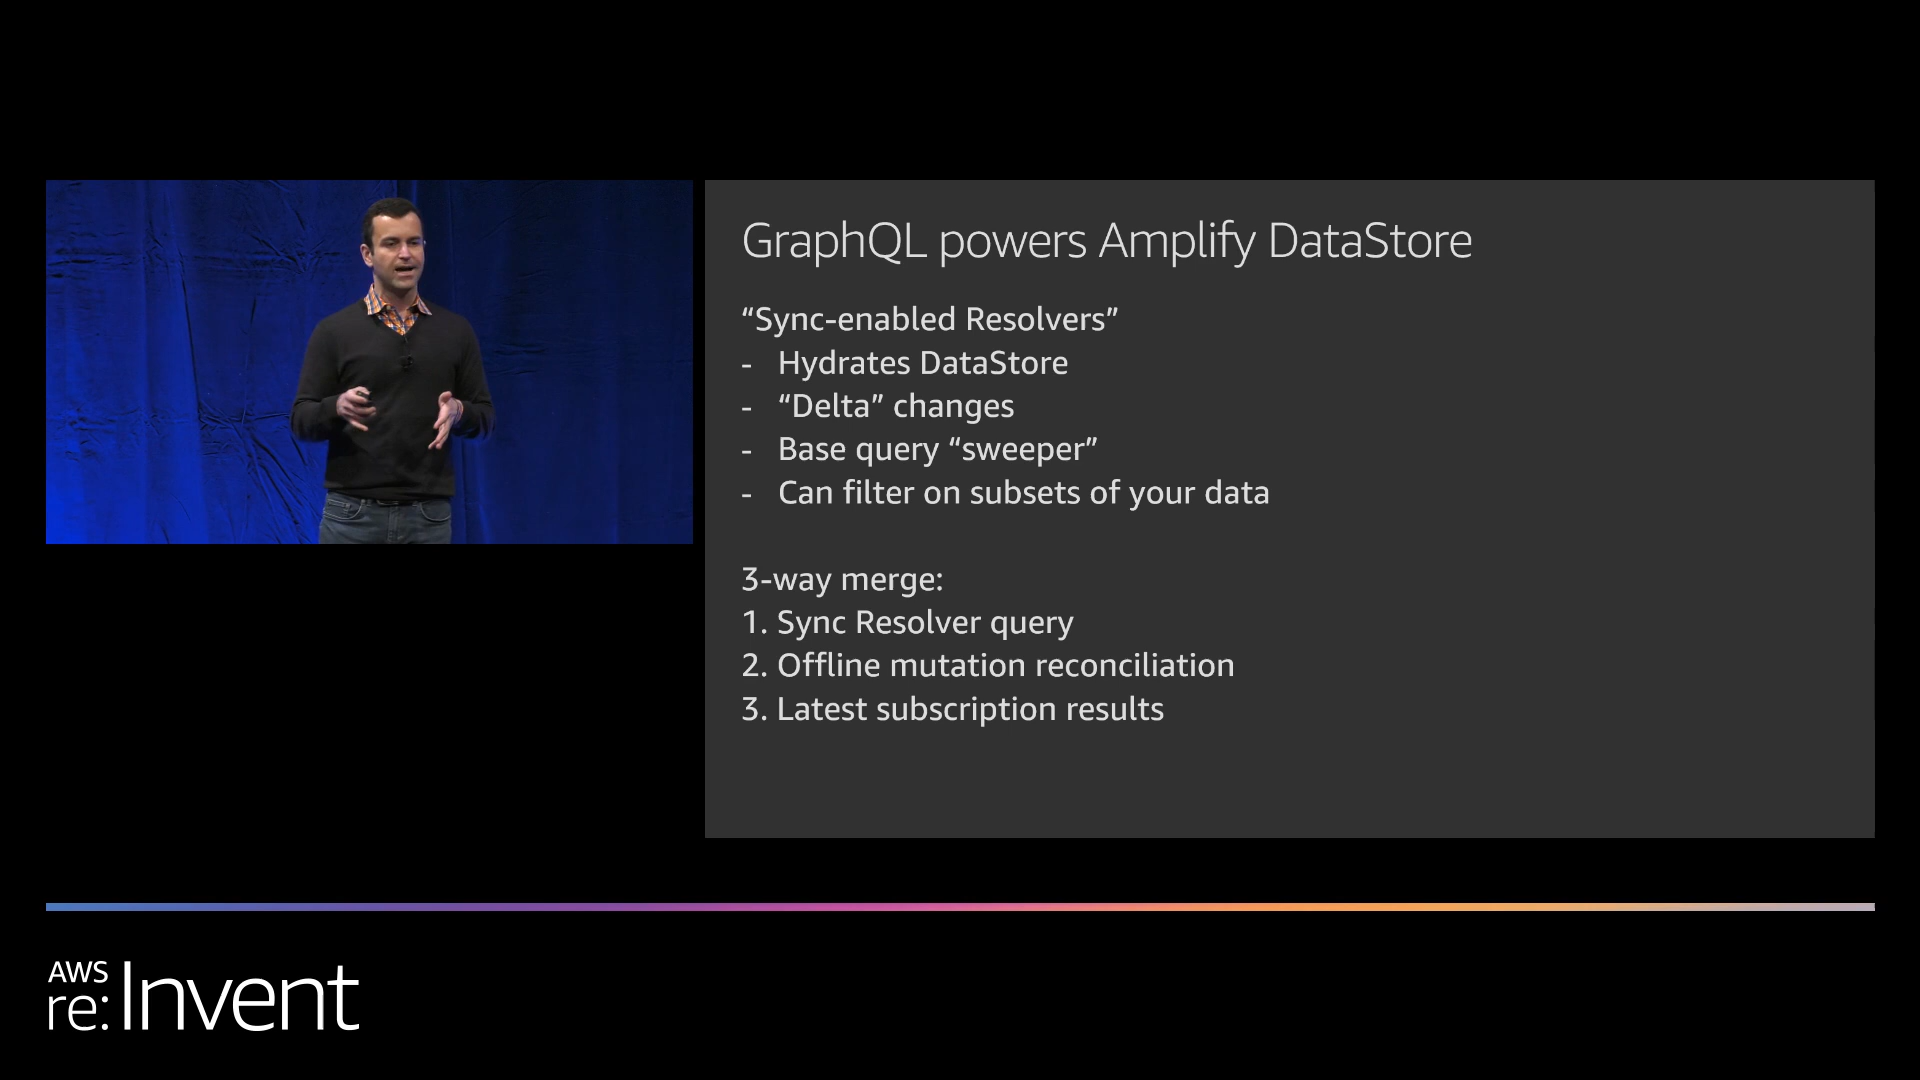 GraphQL powers Amplify DataStore
“Sync-enabled Resolvers”
- Hydrates DataStore
- “Delta” changes
- Base query “sweeper”
- Can filter on subsets of your data
3-way merge:
1. Sync Resolver query
2. Offline mutation reconciliation
3. Latest subscription results
AWS
re:Invent